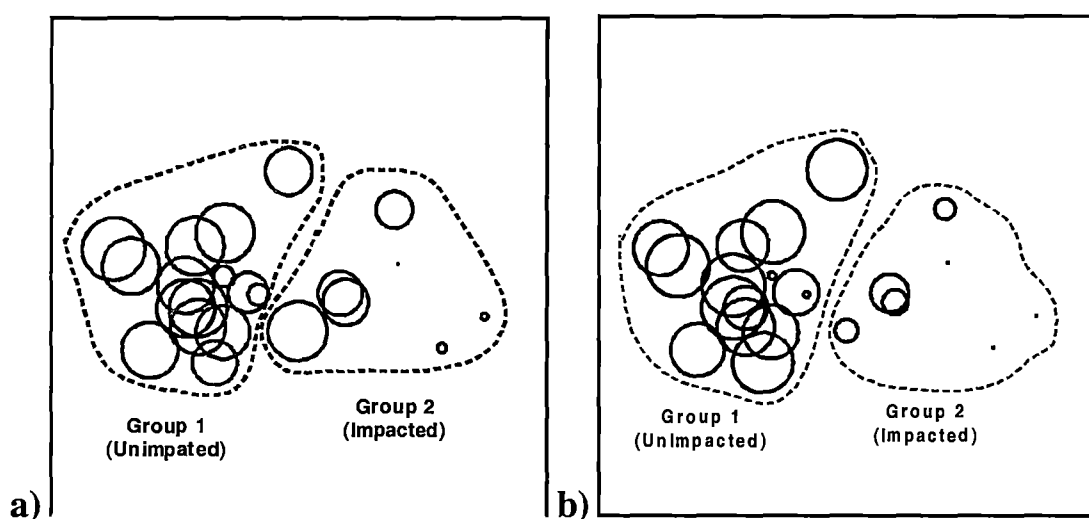 Group 1
(Unimpated)
Group 2
(Impacted)
a)
Group 1
(UnImpacted)
Group 2
(Impacted)
b)